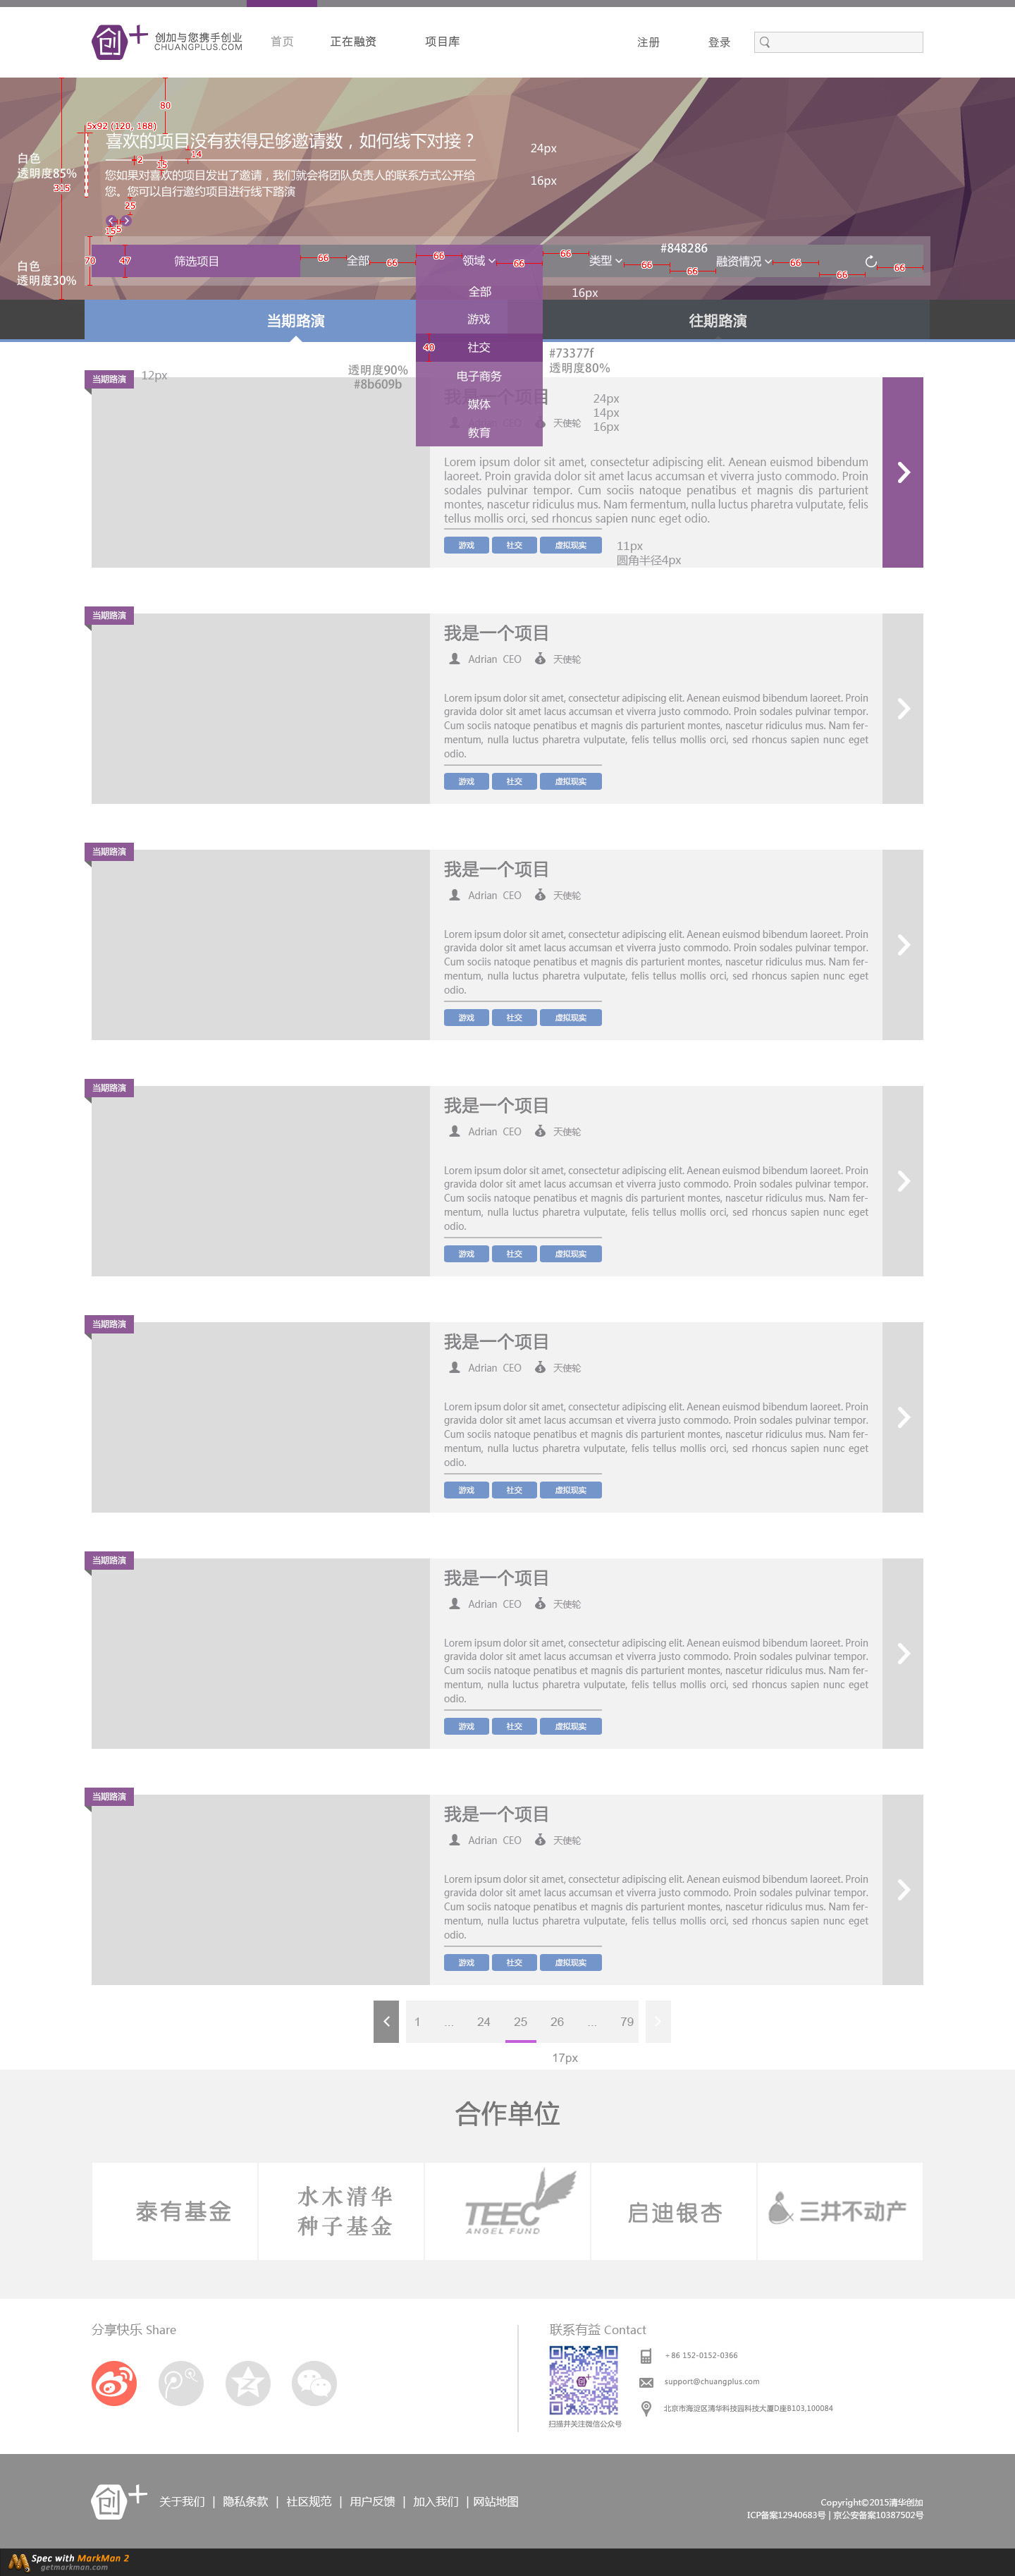 创加与您携手创业
CHUANGPLUS.COM
首页 正在融资 项目库 注册 登录
80
5x92 (120, 188)
喜欢的项目没有获得足够邀请数，如何线下对接？
24px
白色
透明度85%
2 15 14
您如果对喜欢的项目发出了邀请，我们就会将团队负责人的联系方式公开给
您。您可以自行邀约项目进行线下路演
16px
315
25
15 5
#848286
白色
透明度30%
70 47 筛选项目 66 全部 66 66 领域 66 66 类型 66 66 融资情况 66 66 66
全部
16px
游戏
社交
40
电子商务
媒体
教育
当期路演 往期路演
#73377f
透明度80%
透明度90%
#8b609b
当期路演 12px
我是一个项目 24px
14px
Adrian CEO 天使轮 16px
Lorem ipsum dolor sit amet, consectetur adipiscing elit. Aenean euismod bibendum
laoreet. Proin gravida dolor sit amet lacus accumsan et viverra justo commodo. Proin
sodales pulvinar tempor. Cum sociis natoque penatibus et magnis dis parturient
montes, nascetur ridiculus mus. Nam fermentum, nulla luctus pharetra vulputate, felis
tellus mollis orci, sed rhoncus sapien nunc eget odio.
游戏 社交 虚拟现实 11px
圆角半径4px
当期路演
我是一个项目
Adrian CEO 天使轮
Lorem ipsum dolor sit amet, consectetur adipiscing elit. Aenean euismod bibendum laoreet. Proin
gravida dolor sit amet lacus accumsan et viverra justo commodo. Proin sodales pulvinar tempor.
Cum sociis natoque penatibus et magnis dis parturient montes, nascetur ridiculus mus. Nam fer-
mentum, nulla luctus pharetra vulputate, felis tellus mollis orci, sed rhoncus sapien nunc eget
odio.
游戏 社交 虚拟现实
当期路演
我是一个项目
Adrian CEO 天使轮
Lorem ipsum dolor sit amet, consectetur adipiscing elit. Aenean euismod bibendum laoreet. Proin
gravida dolor sit amet lacus accumsan et viverra justo commodo. Proin sodales pulvinar tempor.
Cum sociis natoque penatibus et magnis dis parturient montes, nascetur ridiculus mus. Nam fer-
mentum, nulla luctus pharetra vulputate, felis tellus mollis orci, sed rhoncus sapien nunc eget
odio.
游戏 社交 虚拟现实
当期路演
我是一个项目
Adrian CEO 天使轮
Lorem ipsum dolor sit amet, consectetur adipiscing elit. Aenean euismod bibendum laoreet. Proin
gravida dolor sit amet lacus accumsan et viverra justo commodo. Proin sodales pulvinar tempor.
Cum sociis natoque penatibus et magnis dis parturient montes, nascetur ridiculus mus. Nam fer-
mentum, nulla luctus pharetra vulputate, felis tellus mollis orci, sed rhoncus sapien nunc eget
odio.
游戏 社交 虚拟现实
当期路演
我是一个项目
Adrian CEO 天使轮
Lorem ipsum dolor sit amet, consectetur adipiscing elit. Aenean euismod bibendum laoreet. Proin
gravida dolor sit amet lacus accumsan et viverra justo commodo. Proin sodales pulvinar tempor.
Cum sociis natoque penatibus et magnis dis parturient montes, nascetur ridiculus mus. Nam fer-
mentum, nulla luctus pharetra vulputate, felis tellus mollis orci, sed rhoncus sapien nunc eget
odio.
游戏 社交 虚拟现实
当期路演
我是一个项目
Adrian CEO 天使轮
Lorem ipsum dolor sit amet, consectetur adipiscing elit. Aenean euismod bibendum laoreet. Proin
gravida dolor sit amet lacus accumsan et viverra justo commodo. Proin sodales pulvinar tempor.
Cum sociis natoque penatibus et magnis dis parturient montes, nascetur ridiculus mus. Nam fer-
mentum, nulla luctus pharetra vulputate, felis tellus mollis orci, sed rhoncus sapien nunc eget
odio.
游戏 社交 虚拟现实
当期路演
我是一个项目
Adrian CEO 天使轮
Lorem ipsum dolor sit amet, consectetur adipiscing elit. Aenean euismod bibendum laoreet. Proin
gravida dolor sit amet lacus accumsan et viverra justo commodo. Proin sodales pulvinar tempor.
Cum sociis natoque penatibus et magnis dis parturient montes, nascetur ridiculus mus. Nam fer-
mentum, nulla luctus pharetra vulputate, felis tellus mollis orci, sed rhoncus sapien nunc eget
odio.
游戏 社交 虚拟现实
1 ... 24 25 26 ... 79
17px
合作单位
泰有基金
水木清华
种子基金
TEEC
ANGEL FUND
启迪银杏
三井不动产
分享快乐 Share
联系有益 Contact
+86 152-0152-0366
support@chuangplus.com
北京市海淀区清华科技园科技大厦D座B103,100084
扫描并关注微信公众号
创 关于我们 | 隐私条款 | 社区规范 | 用户反馈 | 加入我们 | 网站地图
Copyright©2015清华创加
ICP备案12940683号 | 京公安备案10387502号
Spec with MarkMan 2
getmarkman.com